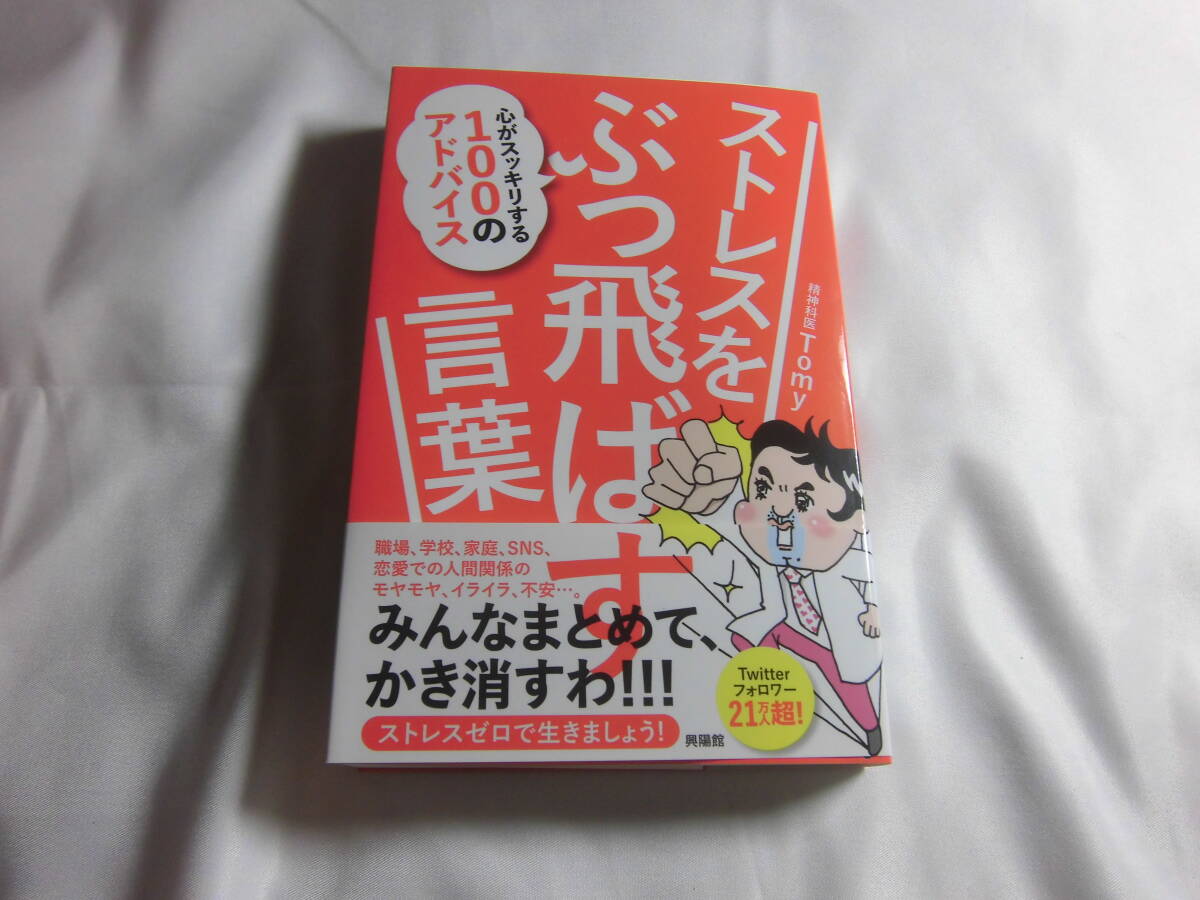 ストレスを
ぶっ飛ばす
言葉
心がスッキリする
100の
アドバイス
精神科医 Tomy
職場、学校、家庭、SNS、
恋愛での人間関係の
モヤモヤ、イライラ、不安…。
みんなまとめて、
かき消すわ!!!
ストレスゼロで生きましょう!
Twitter
フォロワー
21万人超!
興陽館